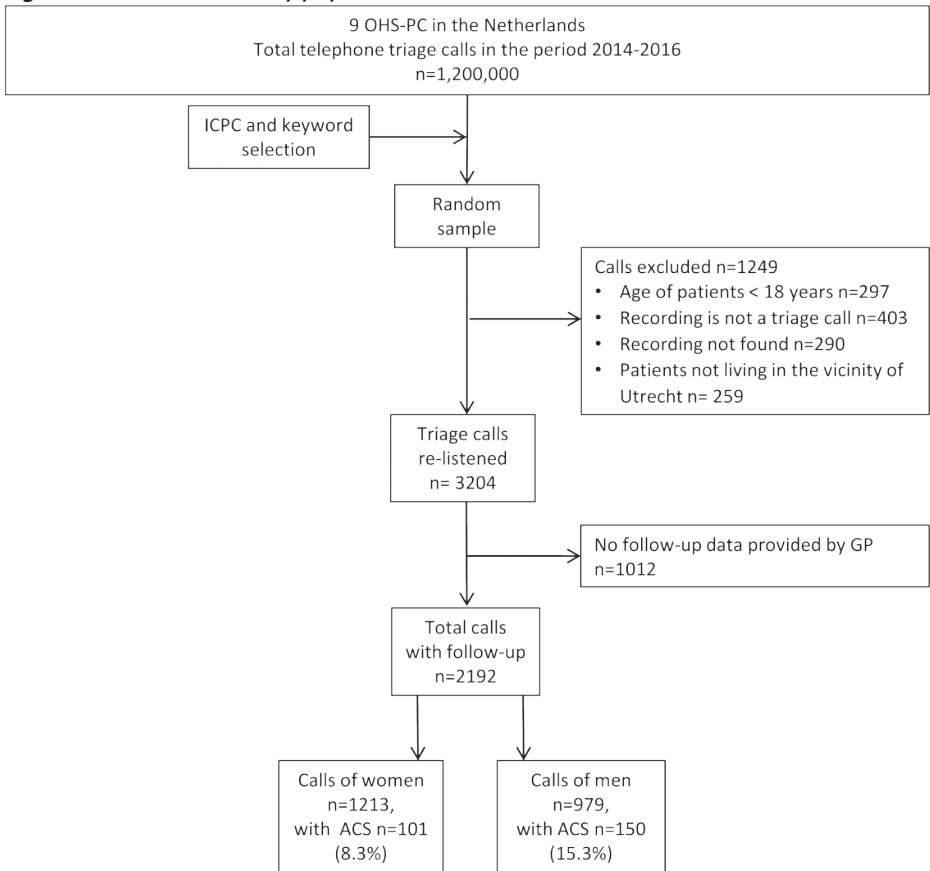 9 OHS-PC in the Netherlands
Total telephone triage calls in the period 2014-2016
n=1,200,000
ICPC and keyword
selection
Random
sample
Calls excluded n=1249
• Age of patients < 18 years n=297
• Recording is not a triage call n=403
• Recording not found n=290
• Patients not living in the vicinity of
Utrecht n= 259
Triage calls
re-listened
n= 3204
No follow-up data provided by GP
n=1012
Total calls
with follow-up
n=2192
Calls of women
n=1213,
with ACS n=101
(8.3%)
Calls of men
n=979,
with ACS n=150
(15.3%)